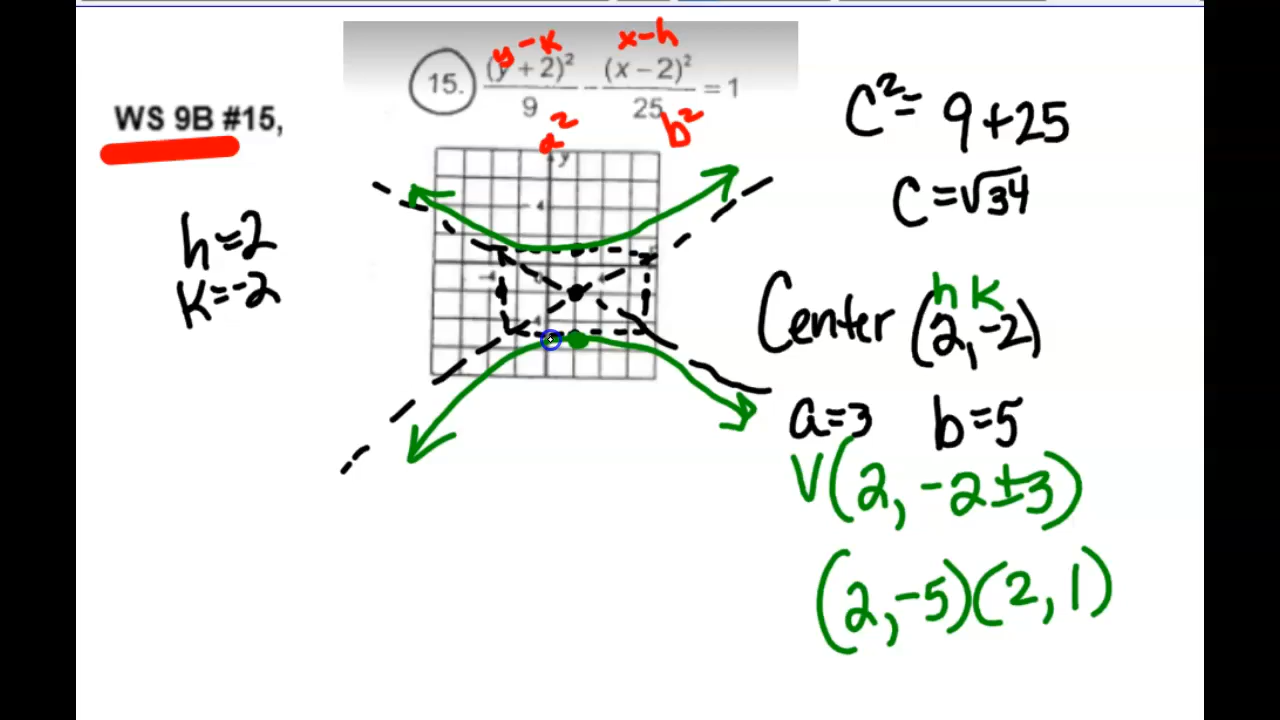 WS 9B #15,
15. (y + 2)² / 9 − (x − 2)² / 25 = 1
y − k x − h
a² b²
y
4
-4 0 4
-4
h = 2
k = -2
C² = 9 + 25
C = √34
h k
Center (2, -2)
a = 3 b = 5
V(2, -2 ± 3)
(2, -5) (2, 1)